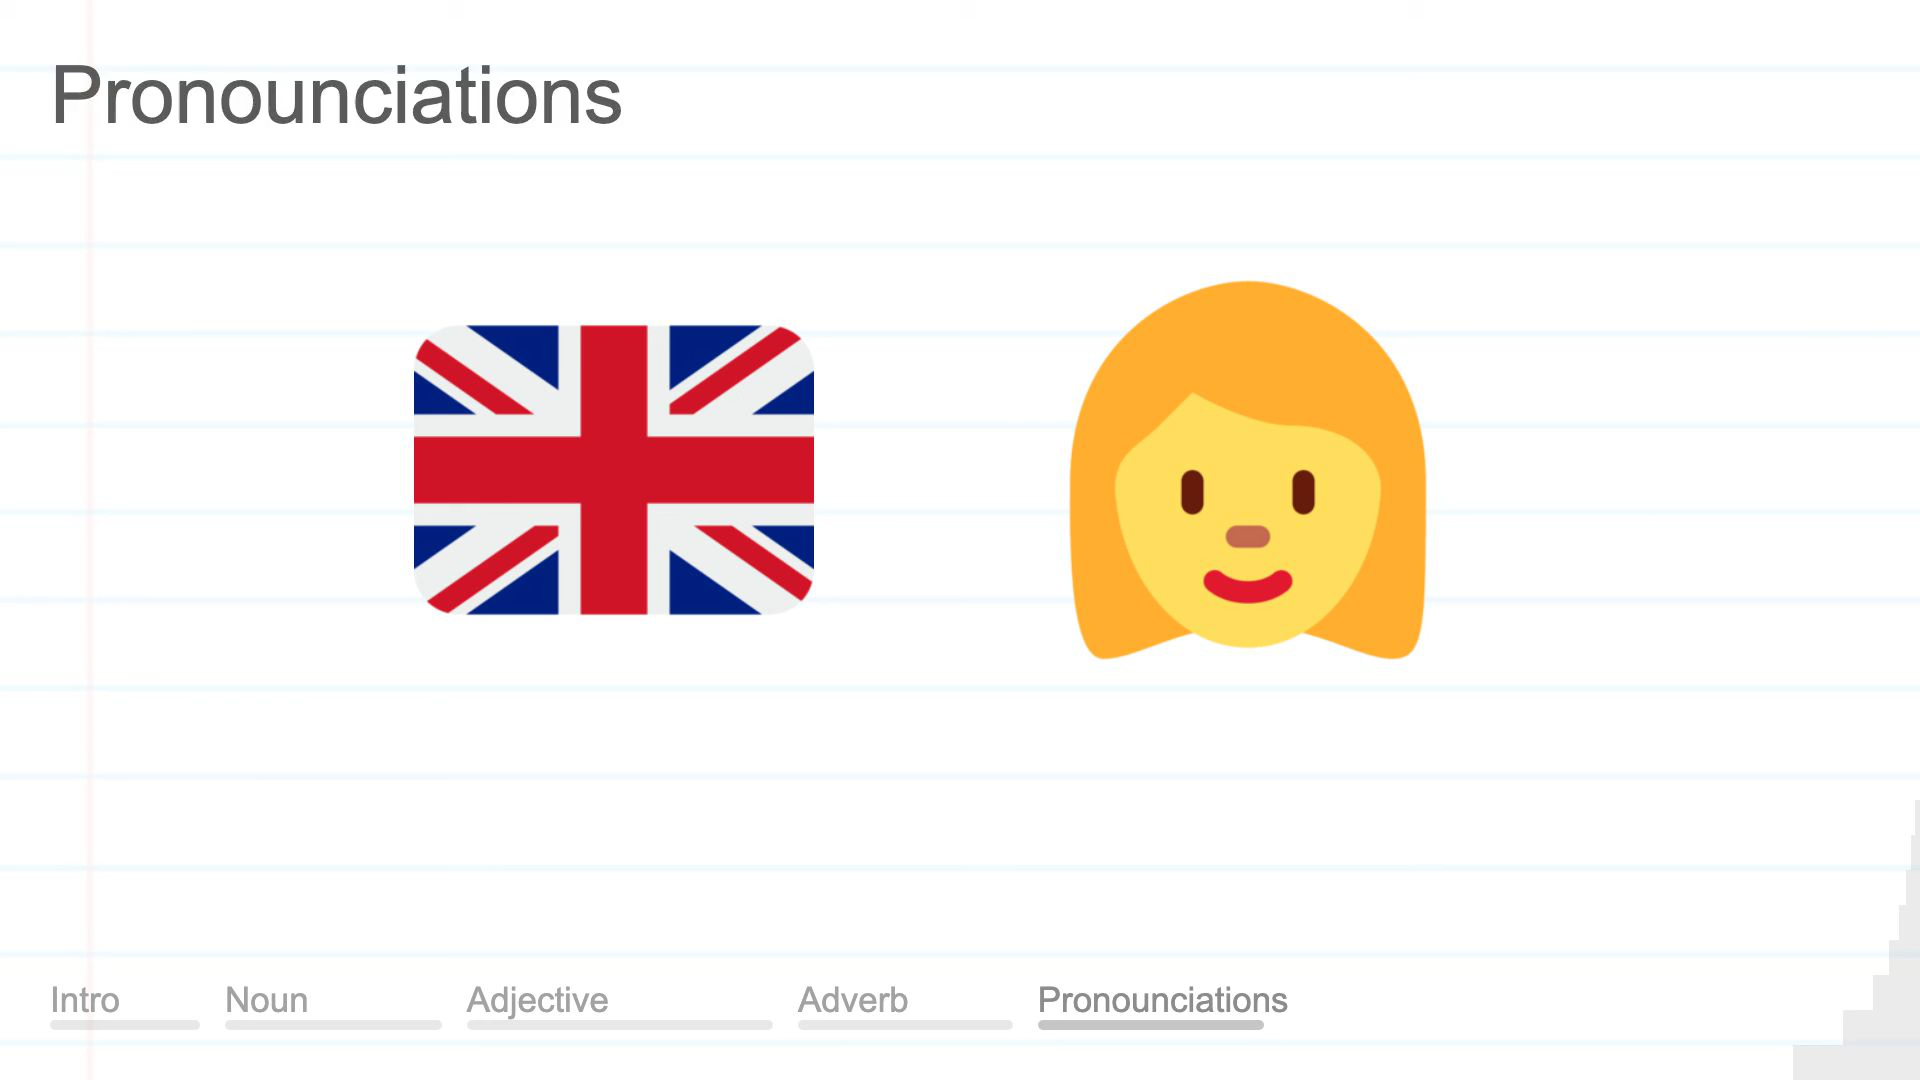 Pronounciations
Intro
Noun
Adjective
Adverb
Pronounciations